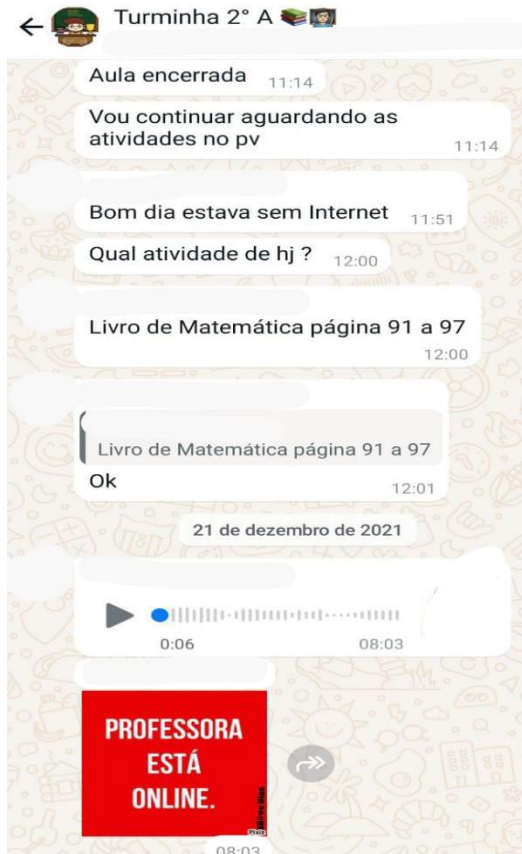 Turminha 2° A 📚👩🏻‍🏫
Aula encerrada 11:14
Vou continuar aguardando as
atividades no pv 11:14
Bom dia estava sem Internet 11:51
Qual atividade de hj ? 12:00
Livro de Matemática página 91 a 97
12:00
Livro de Matemática página 91 a 97
Ok 12:01
21 de dezembro de 2021
0:06 08:03
PROFESSORA
ESTÁ
ONLINE.
08:03